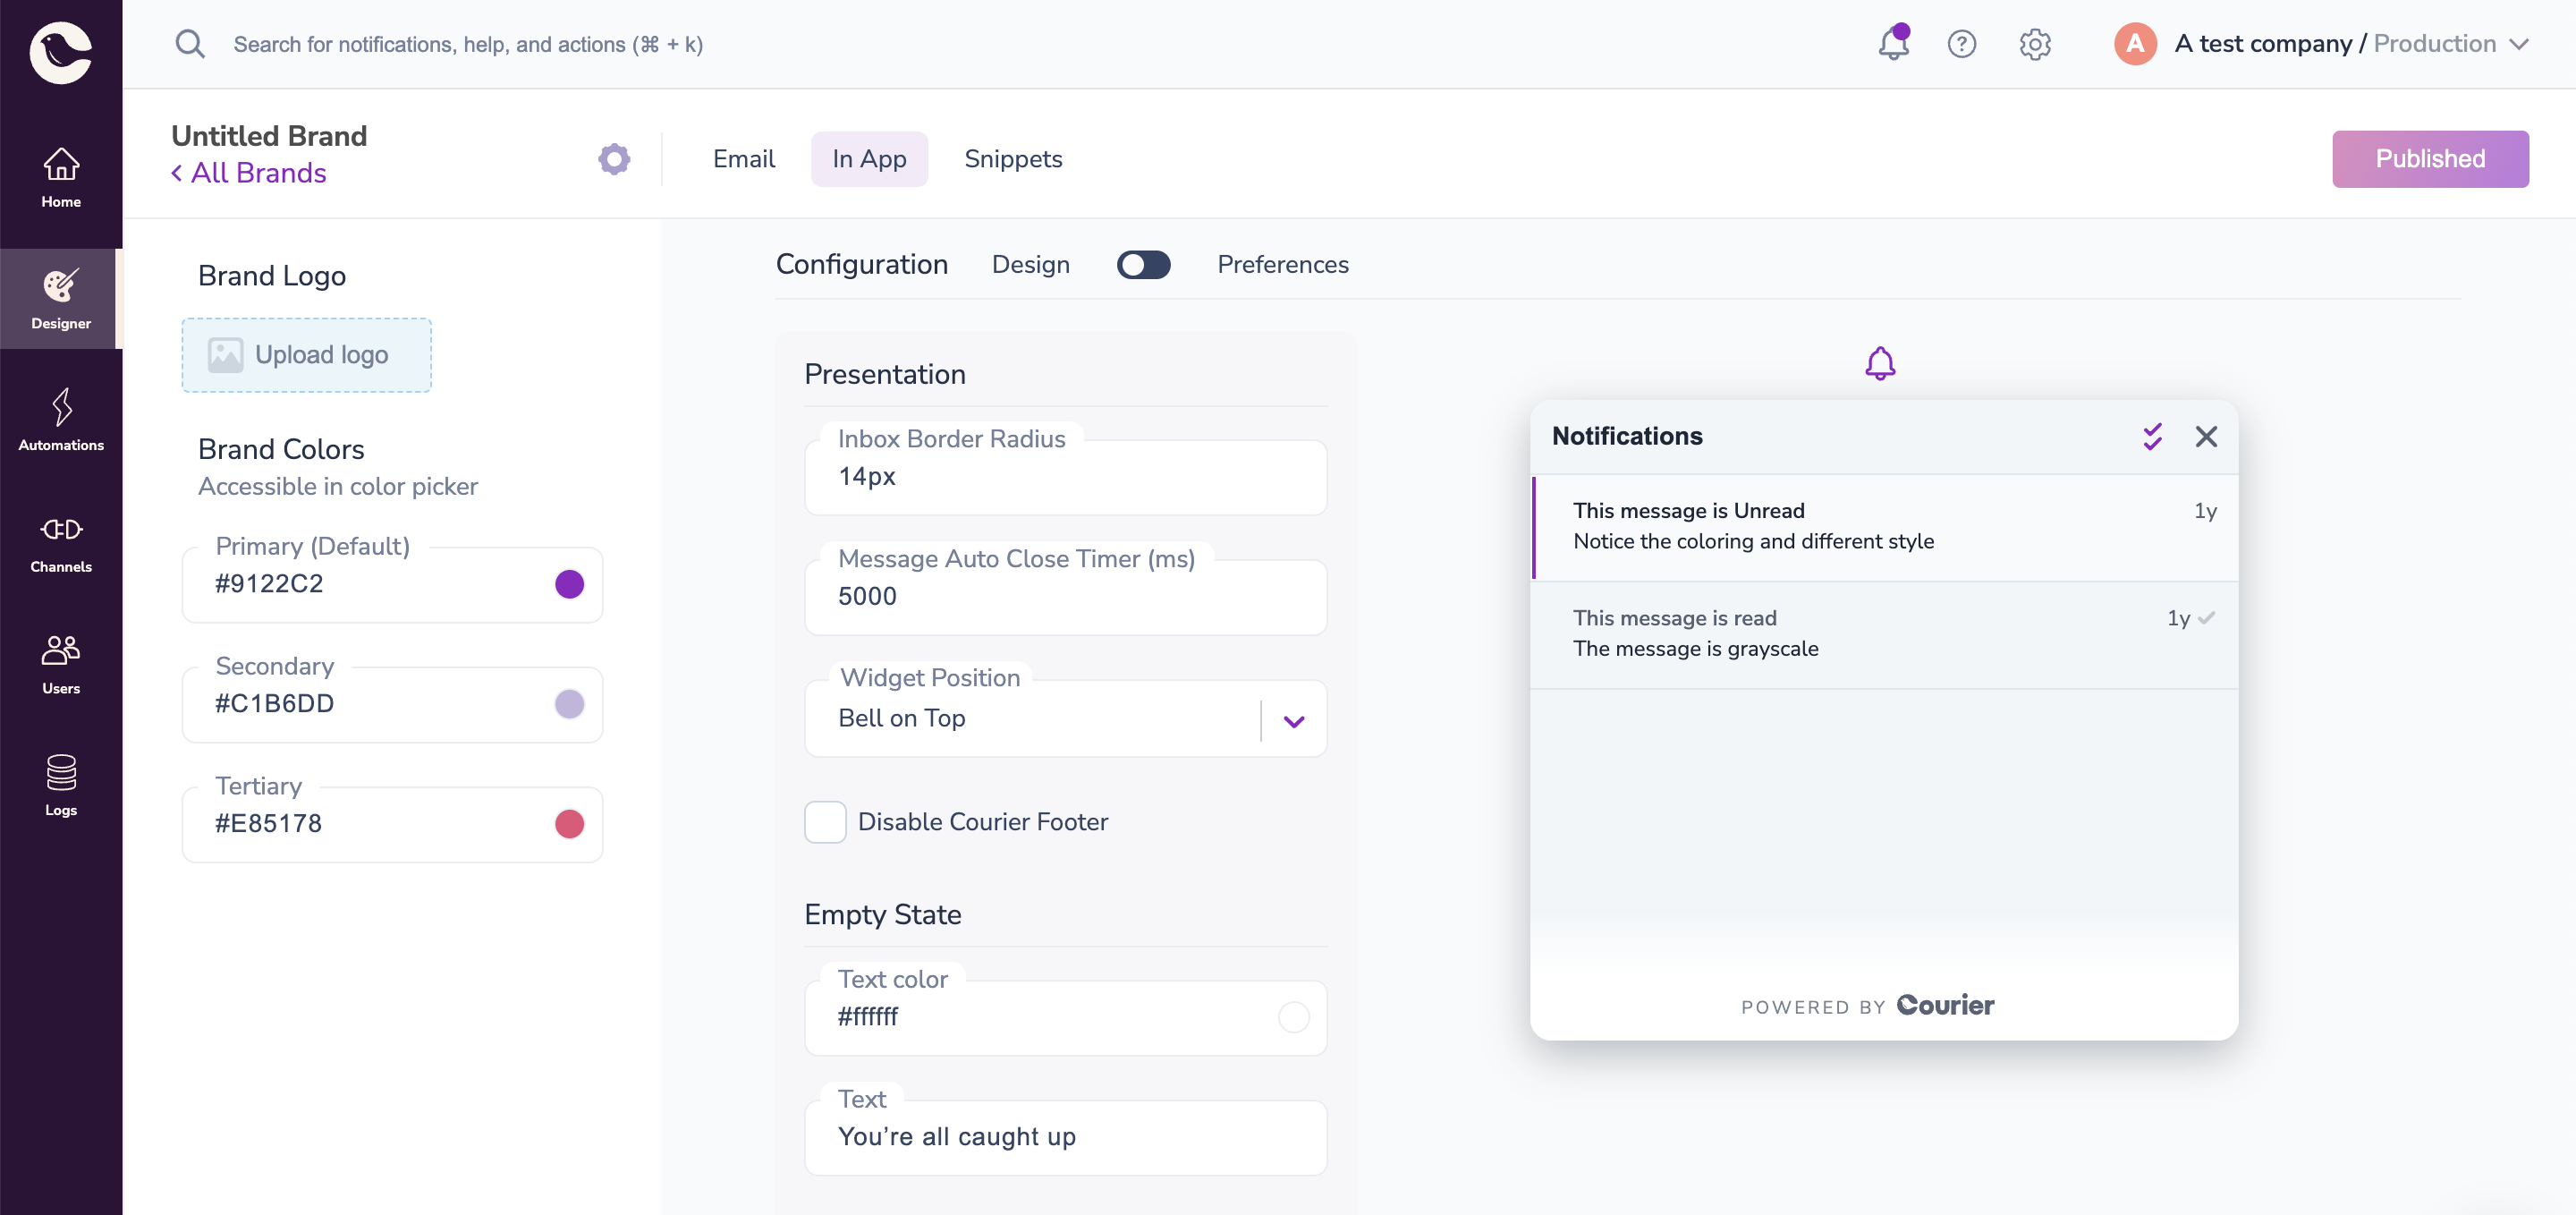 Search for notifications, help, and actions (⌘ + k)
A
A test company / Production
Home
Designer
Automations
Channels
Users
Logs
Untitled Brand
All Brands
Email
In App
Snippets
Published
Brand Logo
Upload logo
Brand Colors
Accessible in color picker
Primary (Default)
#9122C2
Secondary
#C1B6DD
Tertiary
#E85178
Configuration
Design
Preferences
Presentation
Inbox Border Radius
14px
Message Auto Close Timer (ms)
5000
Widget Position
Bell on Top
Disable Courier Footer
Empty State
Text color
#ffffff
Text
You’re all caught up
Notifications
This message is Unread
1y
Notice the coloring and different style
This message is read
1y
The message is grayscale
POWERED BY Courier